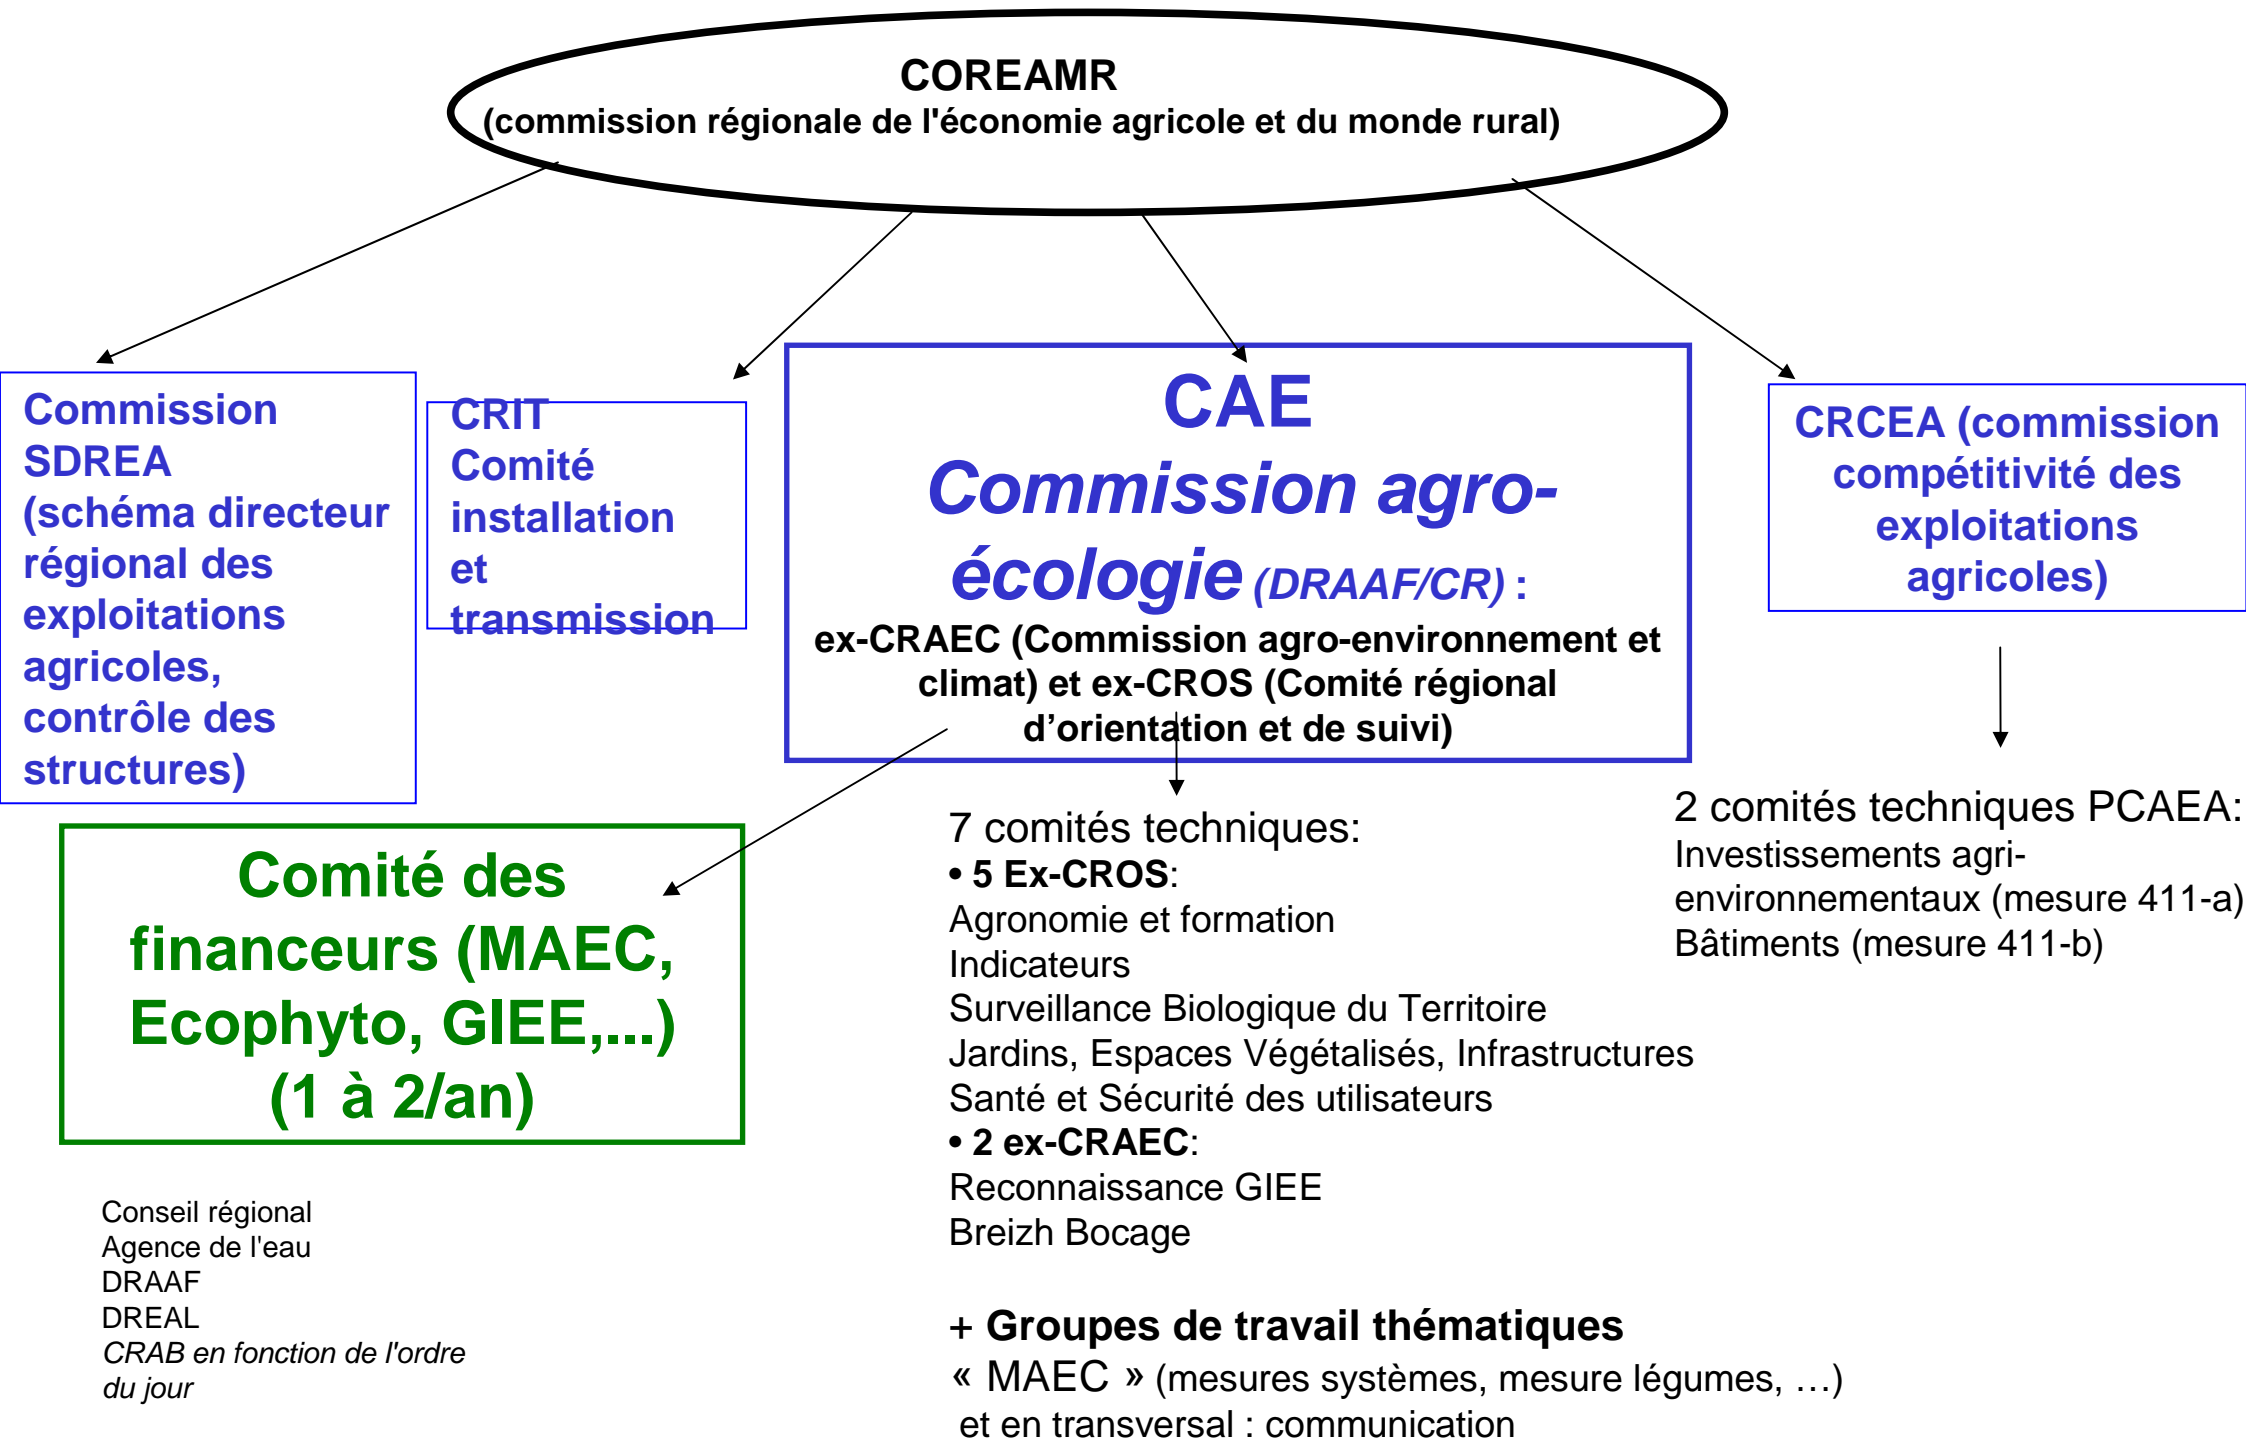 COREAMR
(commission régionale de l'économie agricole et du monde rural)
Commission
SDREA
(schéma directeur
régional des
exploitations
agricoles,
contrôle des
structures)
CRIT
Comité
installation
et
transmission
CAE
Commission agro-
écologie (DRAAF/CR) :
ex-CRAEC (Commission agro-environnement et
climat) et ex-CROS (Comité régional
d’orientation et de suivi)
CRCEA (commission
compétitivité des
exploitations
agricoles)
Comité des
financeurs (MAEC,
Ecophyto, GIEE,...)
(1 à 2/an)
Conseil régional
Agence de l'eau
DRAAF
DREAL
CRAB en fonction de l'ordre
du jour
7 comités techniques:
• 5 Ex-CROS:
Agronomie et formation
Indicateurs
Surveillance Biologique du Territoire
Jardins, Espaces Végétalisés, Infrastructures
Santé et Sécurité des utilisateurs
• 2 ex-CRAEC:
Reconnaissance GIEE
Breizh Bocage
+ Groupes de travail thématiques
« MAEC » (mesures systèmes, mesure légumes, …)
et en transversal : communication
2 comités techniques PCAEA:
Investissements agri-
environnementaux (mesure 411-a)
Bâtiments (mesure 411-b)